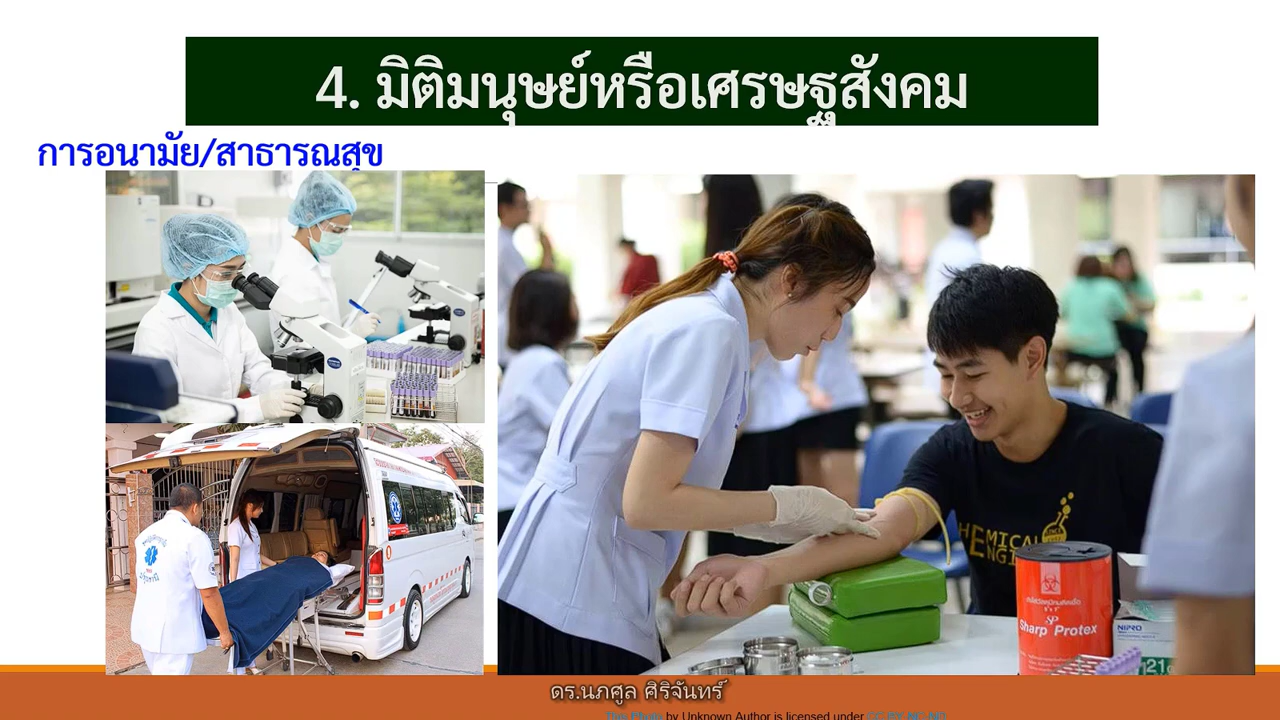 4. มิติมนุษย์หรือเศรษฐสังคม
การอนามัย/สาธารณสุข
HEMICAL
ENGI
Sharp Protex
NIPRO
21
ดร.นภศูล ศิริจันทร์
This Photo by Unknown Author is licensed under CC BY-NC-ND